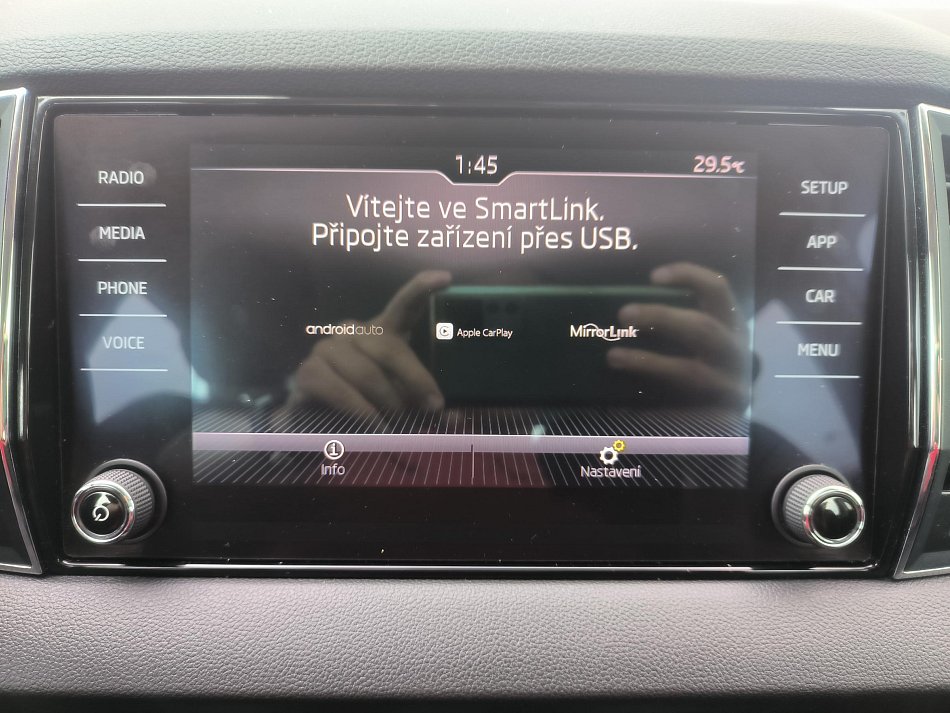 RADIO
MEDIA
PHONE
VOICE
1:45
29.5°C
Vítejte ve SmartLink.
Připojte zařízení přes USB.
androidauto
Apple CarPlay
MirrorLink
Info
Nastavení
SETUP
APP
CAR
MENU